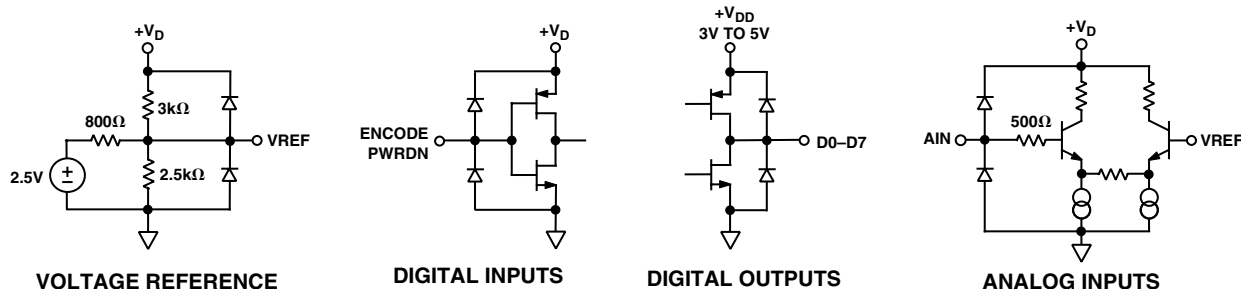 +VD
3kΩ
800Ω
VREF
2.5V
±
2.5kΩ
VOLTAGE REFERENCE
+VD
ENCODE
PWRDN
DIGITAL INPUTS
+VDD
3V TO 5V
D0–D7
DIGITAL OUTPUTS
+VD
500Ω
AIN
VREF
ANALOG INPUTS